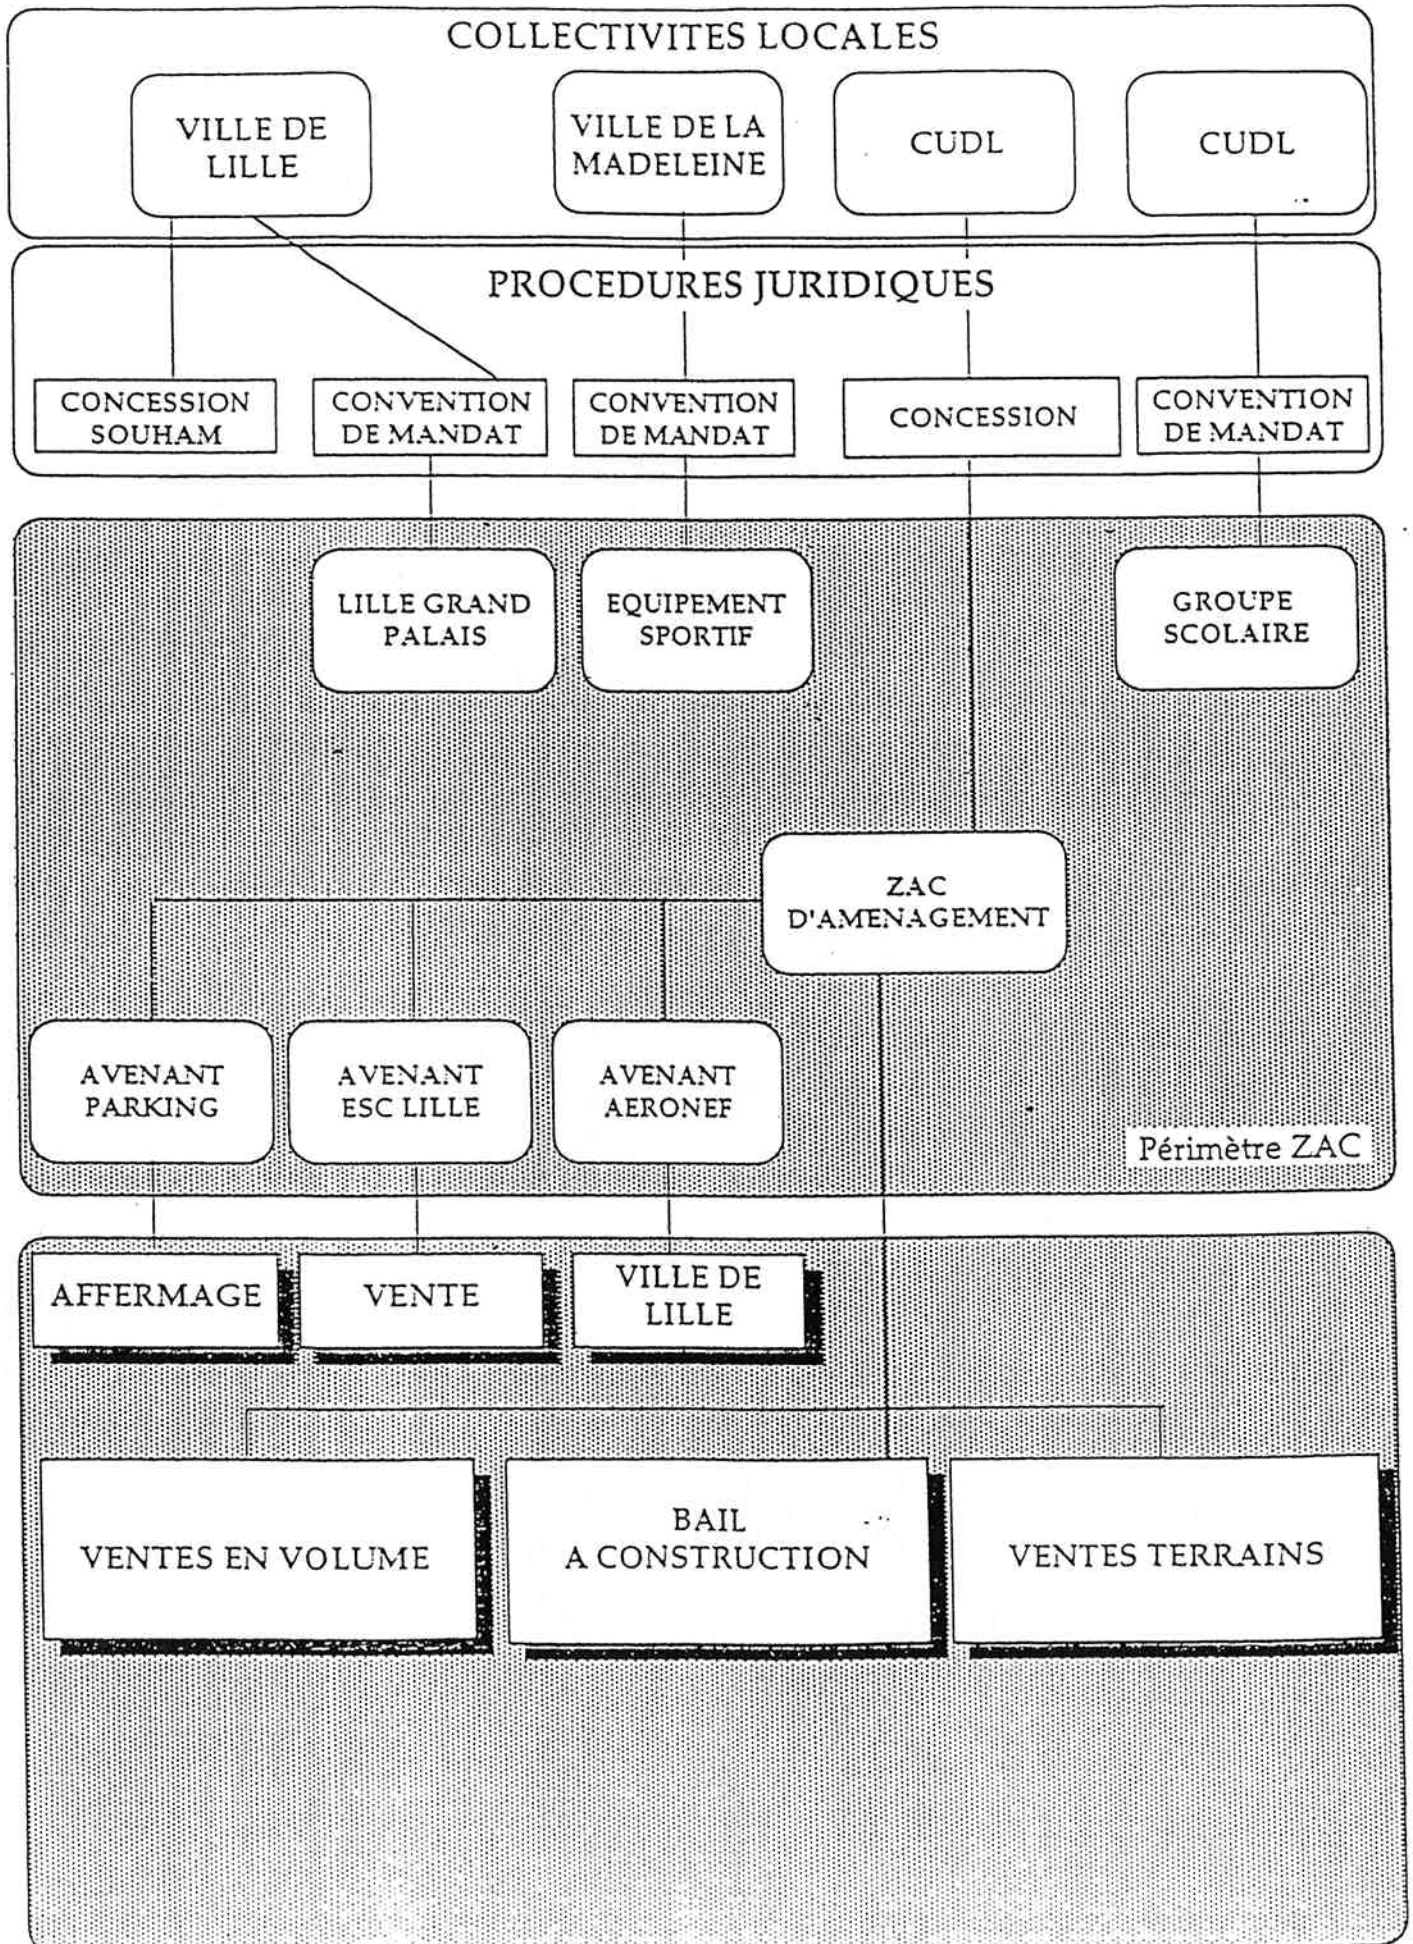 COLLECTIVITES LOCALES
VILLE DE
LILLE
VILLE DE LA
MADELEINE
CUDL
CUDL
PROCEDURES JURIDIQUES
CONCESSION
SOUHAM
CONVENTION
DE MANDAT
CONVENTION
DE MANDAT
CONCESSION
CONVENTION
DE MANDAT
LILLE GRAND
PALAIS
EQUIPEMENT
SPORTIF
GROUPE
SCOLAIRE
ZAC
D'AMENAGEMENT
AVENANT
PARKING
AVENANT
ESC LILLE
AVENANT
AERONEF
Périmètre ZAC
AFFERMAGE
VENTE
VILLE DE
LILLE
VENTES EN VOLUME
BAIL
A CONSTRUCTION
VENTES TERRAINS